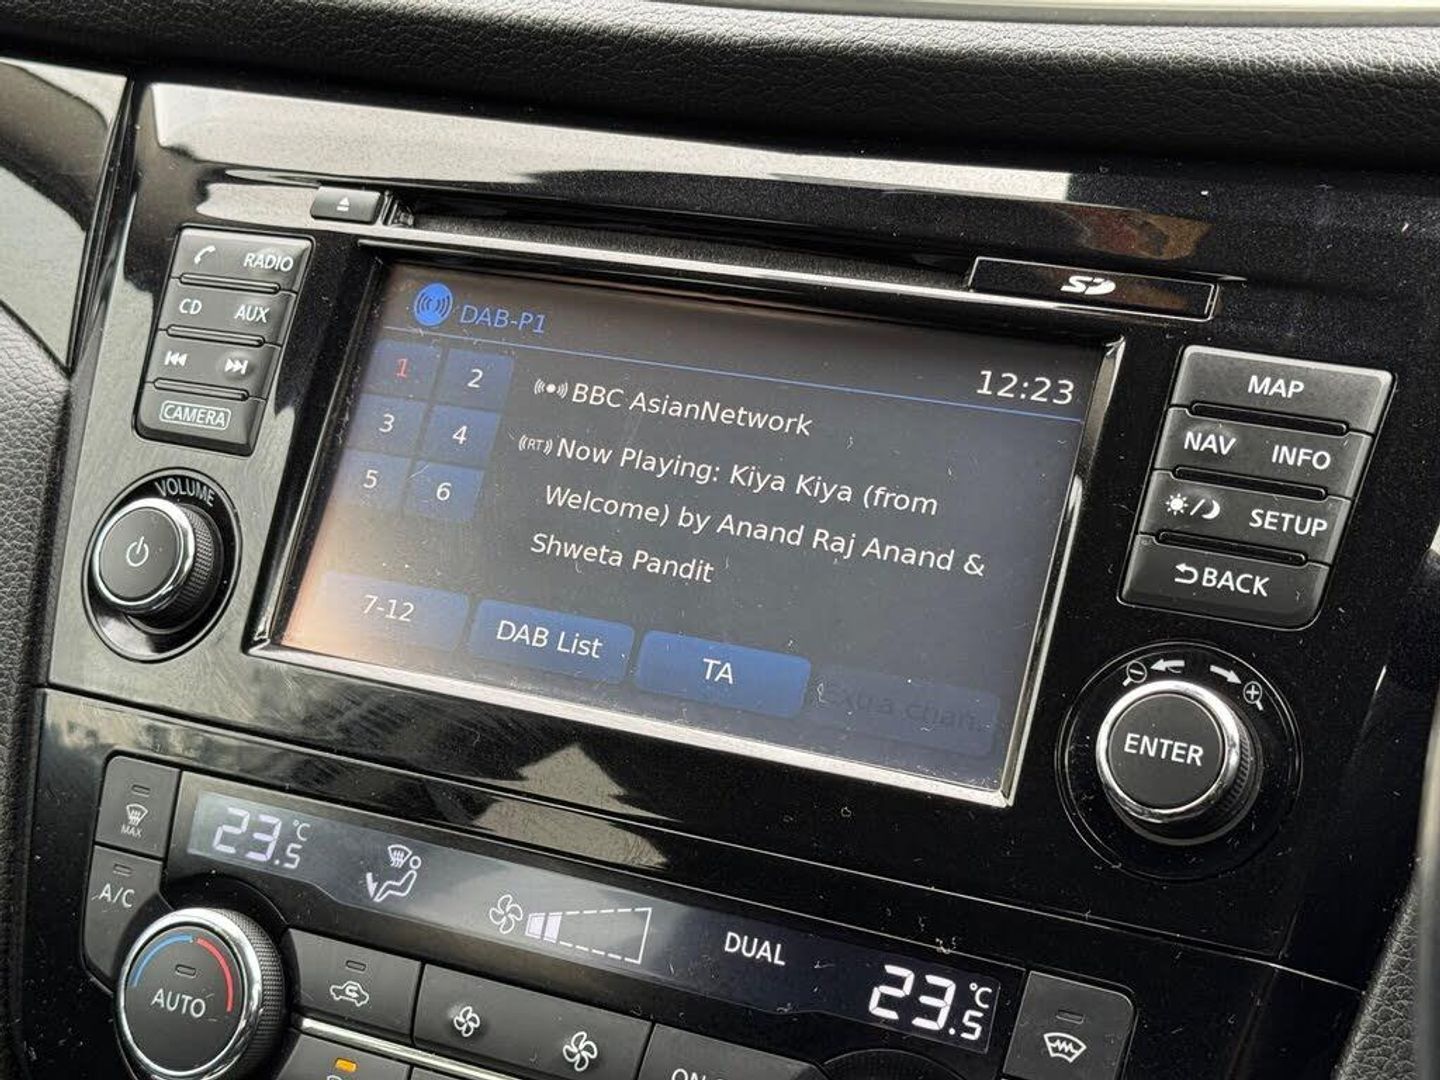 SD
RADIO
CD AUX
CAMERA
VOLUME
DAB-P1
12:23
1 2
3 4
5 6
BBC AsianNetwork
((RT)) Now Playing: Kiya Kiya (from
Welcome) by Anand Raj Anand &
Shweta Pandit
7-12
DAB List
TA
Extra chan.
MAP
NAV INFO
SETUP
BACK
ENTER
MAX
A/C
23.5°C
DUAL
23.5°C
AUTO